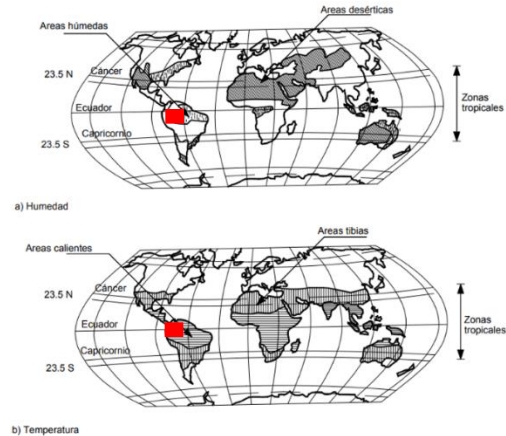 Areas desérticas
Areas húmedas
23.5 N
Cáncer
Ecuador
Capricornio
23.5 S
Zonas
tropicales
a) Humedad
Areas tibias
Areas calientes
23.5 N
Cáncer
Ecuador
Capricornio
23.5 S
Zonas
tropicales
b) Temperatura